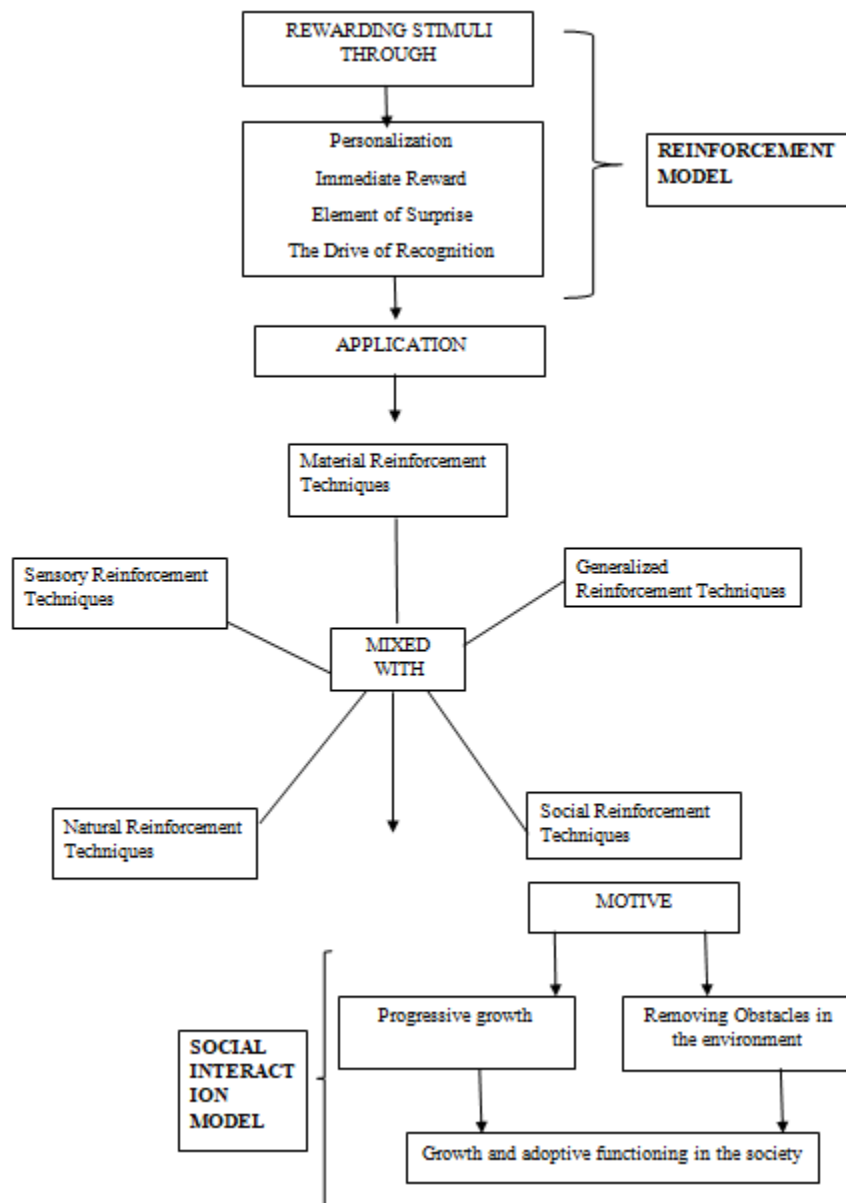 REWARDING STIMULI
THROUGH
Personalization
Immediate Reward
Element of Surprise
The Drive of Recognition
REINFORCEMENT
MODEL
APPLICATION
Material Reinforcement
Techniques
Sensory Reinforcement
Techniques
Generalized
Reinforcement Techniques
MIXED
WITH
Natural Reinforcement
Techniques
Social Reinforcement
Techniques
MOTIVE
Progressive growth
Removing Obstacles in
the environment
SOCIAL
INTERACT
ION
MODEL
Growth and adoptive functioning in the society